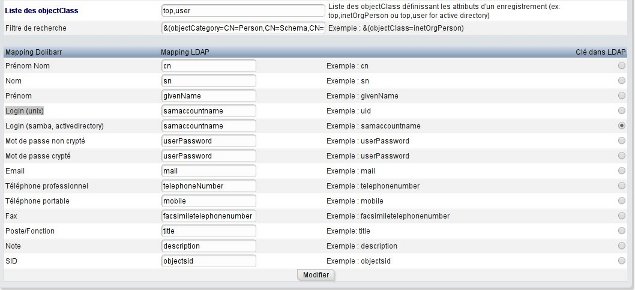 Liste des objectClass top,user Liste des objectClass définissant les attributs d'un enregistrement (ex:
top,inetOrgPerson ou top,user for active directory)
Filtre de recherche &(objectCategory=CN=Person,CN=Schema,CN= Exemple : &(objectClass=inetOrgPerson)
Mapping Dolibarr Mapping LDAP Clé dans LDAP
Prénom Nom cn Exemple : cn
Nom sn Exemple : sn
Prénom givenName Exemple : givenName
Login (unix) samaccountname Exemple : uid
Login (samba, activedirectory) samaccountname Exemple : samaccountname
Mot de passe non crypté userPassword Exemple : userPassword
Mot de passe crypté userPassword Exemple : userPassword
Email mail Exemple : mail
Téléphone professionnel telephoneNumber Exemple : telephonenumber
Téléphone portable mobile Exemple : mobile
Fax facsimiletelephonenumber Exemple : facsimiletelephonenumber
Poste/Fonction title Exemple: title
Note description Exemple : description
SID objectsid Exemple : objectsid
Modifier